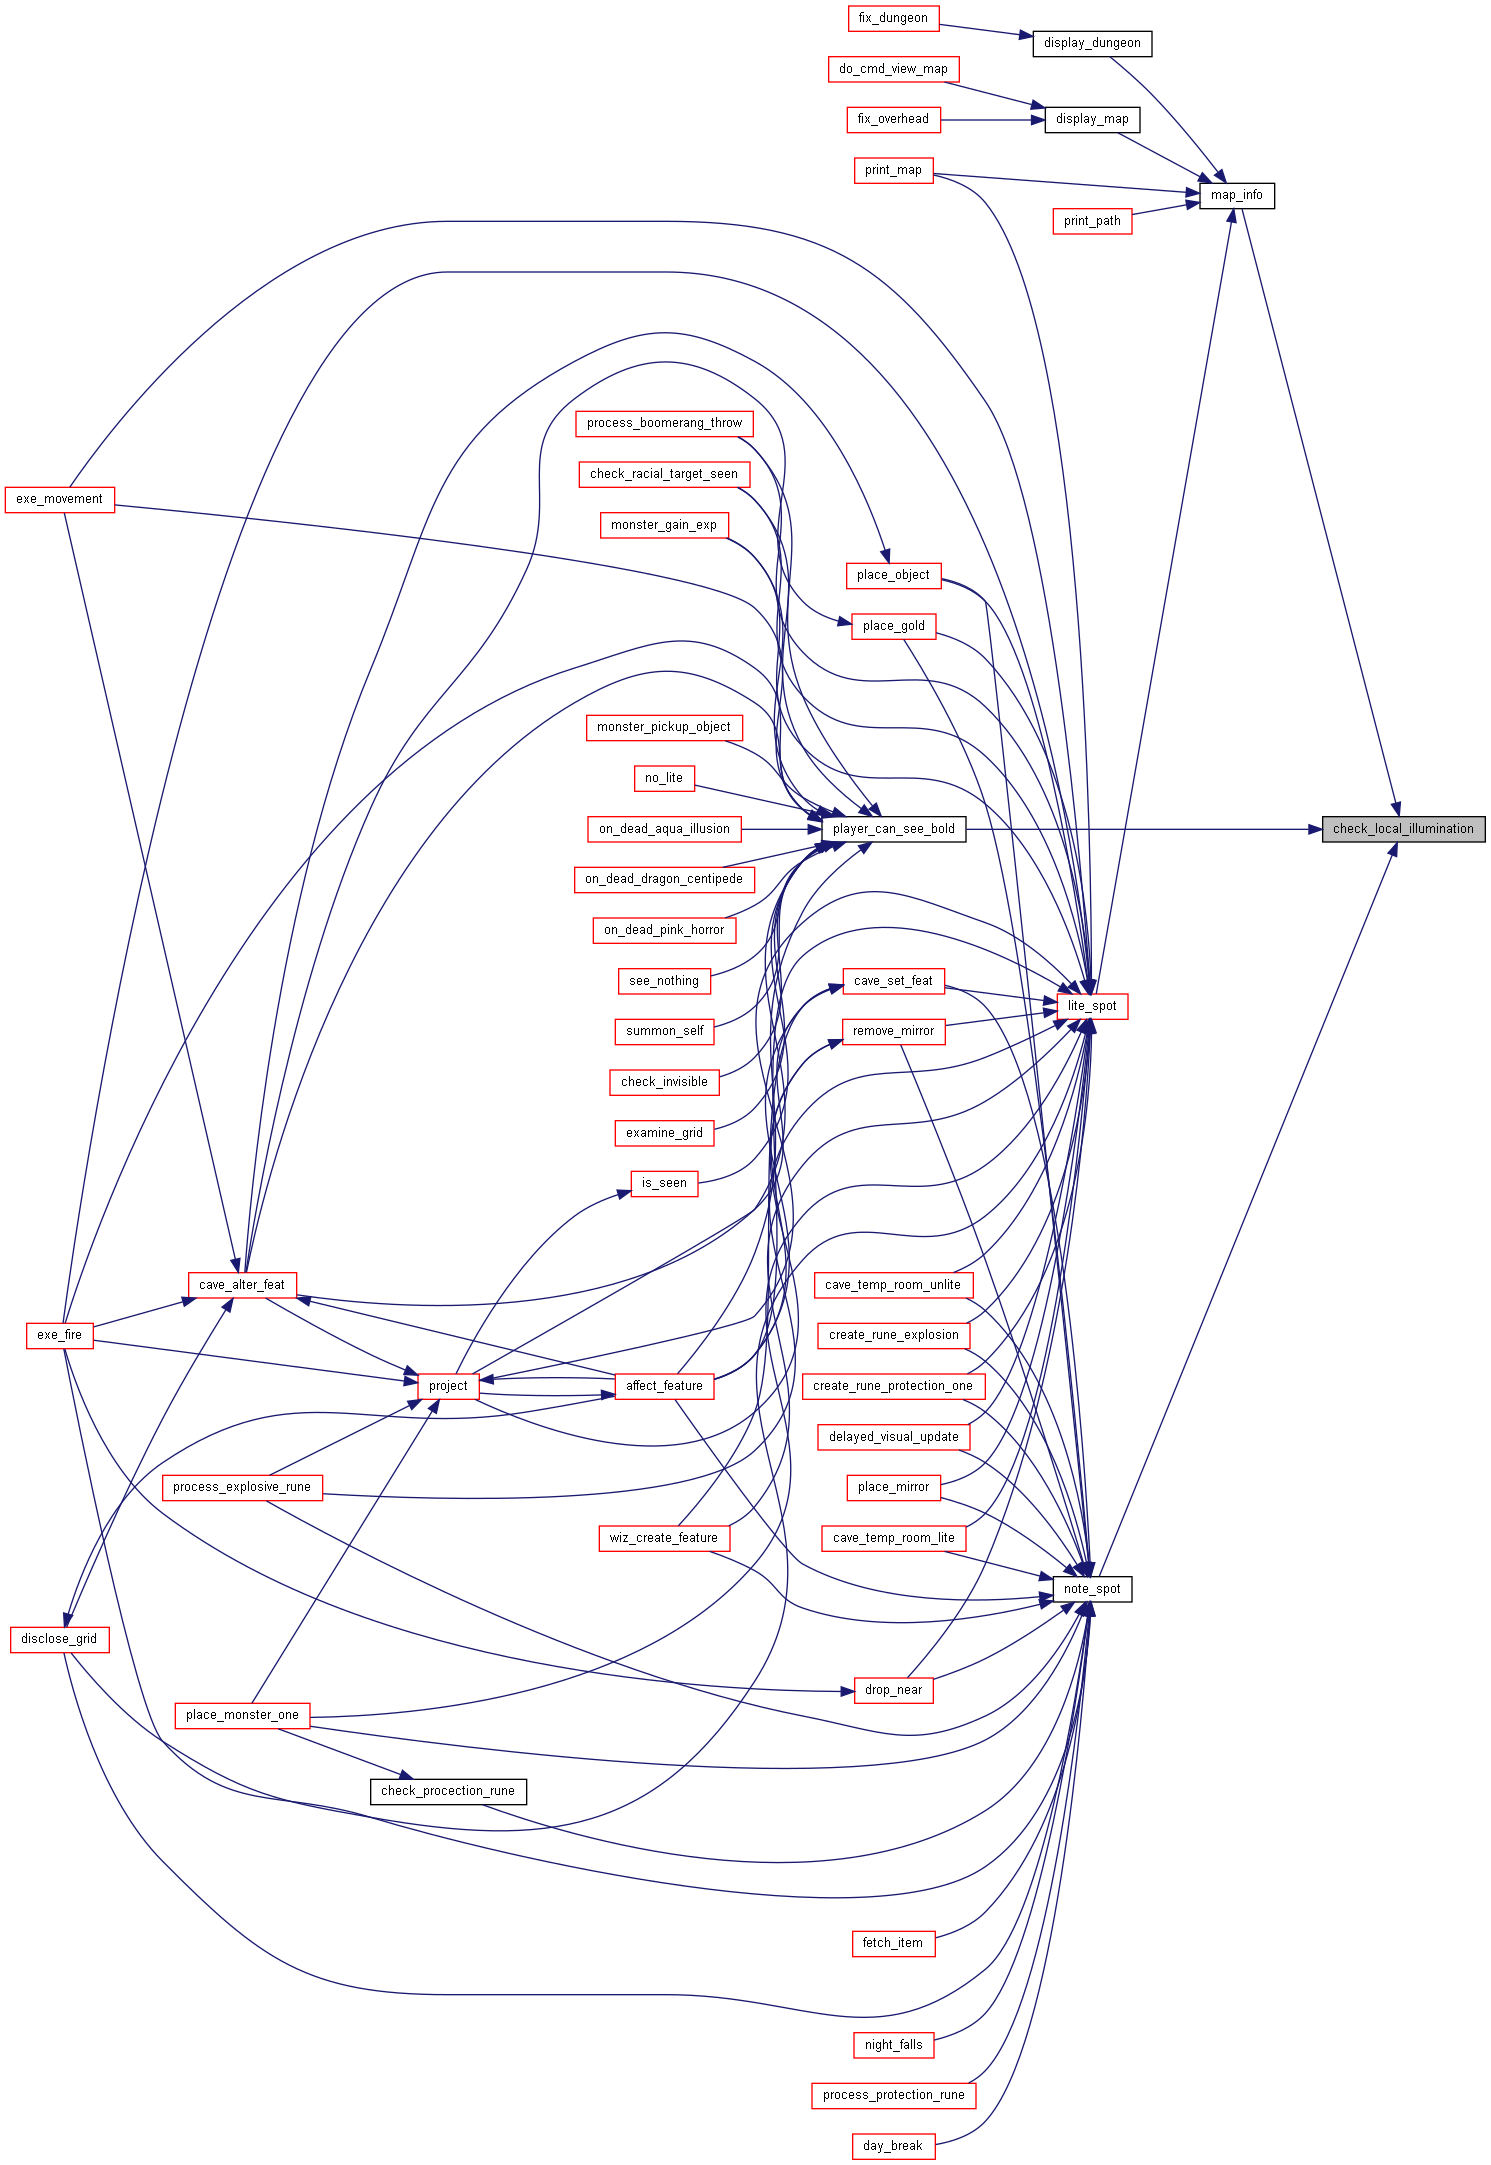 fix_dungeon
display_dungeon
do_cmd_view_map
fix_overhead
display_map
print_map
map_info
print_path
process_boomerang_throw
check_racial_target_seen
exe_movement
monster_gain_exp
place_object
place_gold
monster_pickup_object
no_lite
on_dead_aqua_illusion
player_can_see_bold
check_local_illumination
on_dead_dragon_centipede
on_dead_pink_horror
see_nothing
cave_set_feat
lite_spot
summon_self
remove_mirror
check_invisible
examine_grid
is_seen
cave_alter_feat
cave_temp_room_unlite
exe_fire
create_rune_explosion
project
affect_feature
create_rune_protection_one
delayed_visual_update
process_explosive_rune
place_mirror
wiz_create_feature
cave_temp_room_lite
note_spot
disclose_grid
drop_near
place_monster_one
check_procection_rune
fetch_item
night_falls
process_protection_rune
day_break